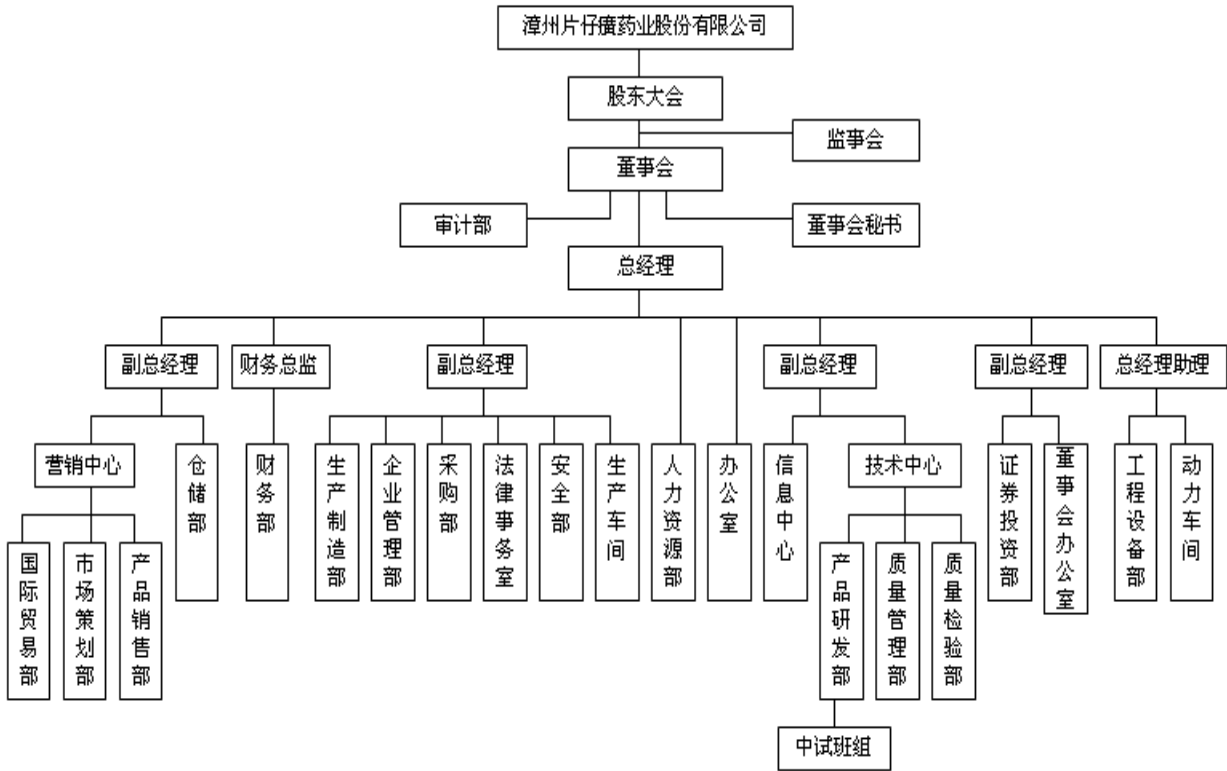 漳州片仔癀药业股份有限公司
股东大会
监事会
董事会
审计部
董事会秘书
总经理
副总经理
财务总监
副总经理
副总经理
副总经理
总经理助理
营销中心
仓储部
财务部
生产制造部
企业管理部
采购部
法律事务室
安全部
生产车间
人力资源部
办公室
信息中心
技术中心
证券投资部
董事会办公室
工程设备部
动力车间
国际贸易部
市场策划部
产品销售部
产品研发部
质量管理部
质量检验部
中试班组